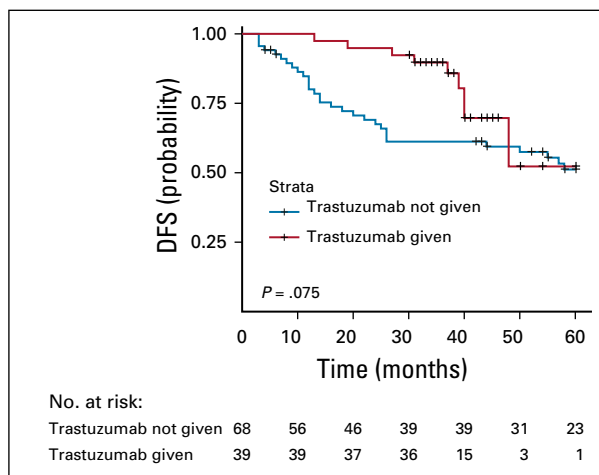 1.00
0.75
0.50
0.25
DFS (probability)
Strata
Trastuzumab not given
Trastuzumab given
P = .075
0 10 20 30 40 50 60
Time (months)
No. at risk:
Trastuzumab not given 68 56 46 39 39 31 23
Trastuzumab given 39 39 37 36 15 3 1